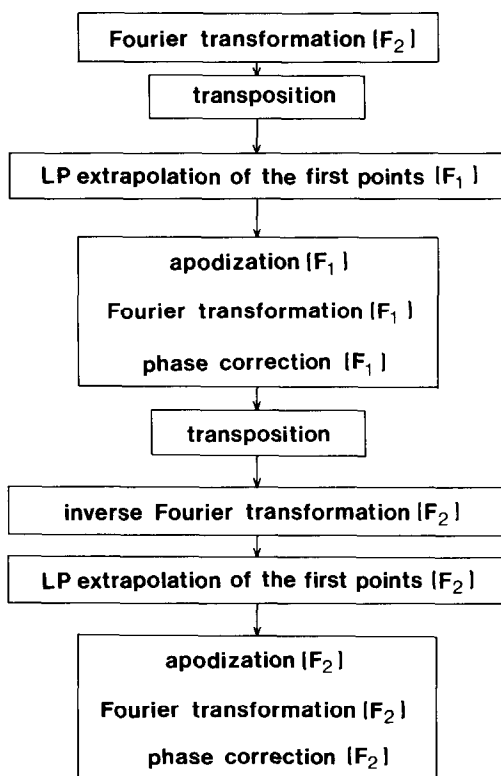 Fourier transformation (F₂)
transposition
LP extrapolation of the first points (F₁)
apodization (F₁)
Fourier transformation (F₁)
phase correction (F₁)
transposition
inverse Fourier transformation (F₂)
LP extrapolation of the first points (F₂)
apodization (F₂)
Fourier transformation (F₂)
phase correction (F₂)